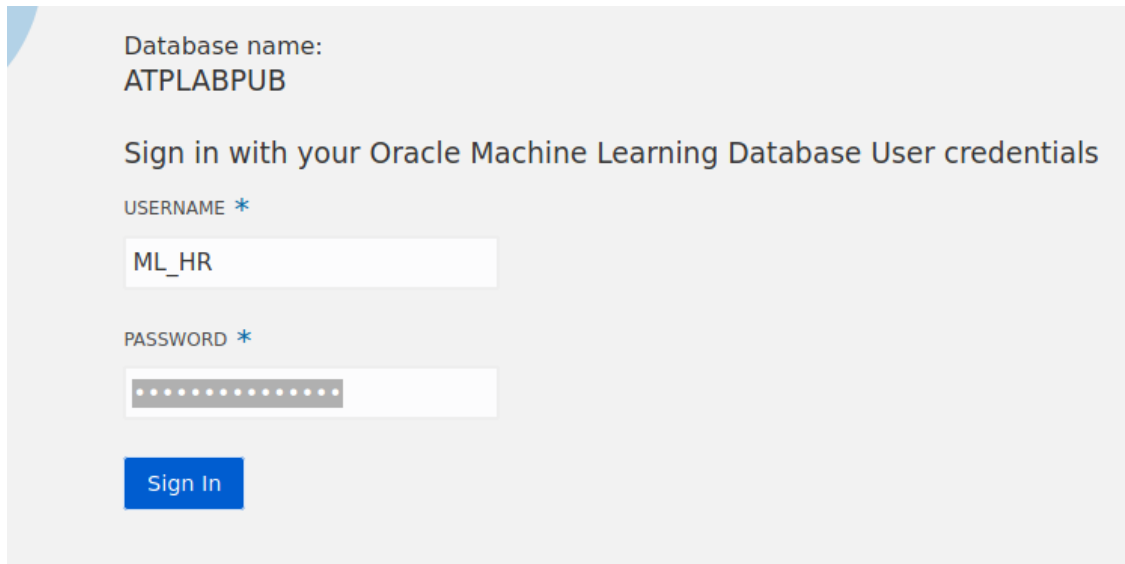 Database name:
ATPLABPUB
Sign in with your Oracle Machine Learning Database User credentials
USERNAME *
ML_HR
PASSWORD *
•••••••••••••••
Sign In